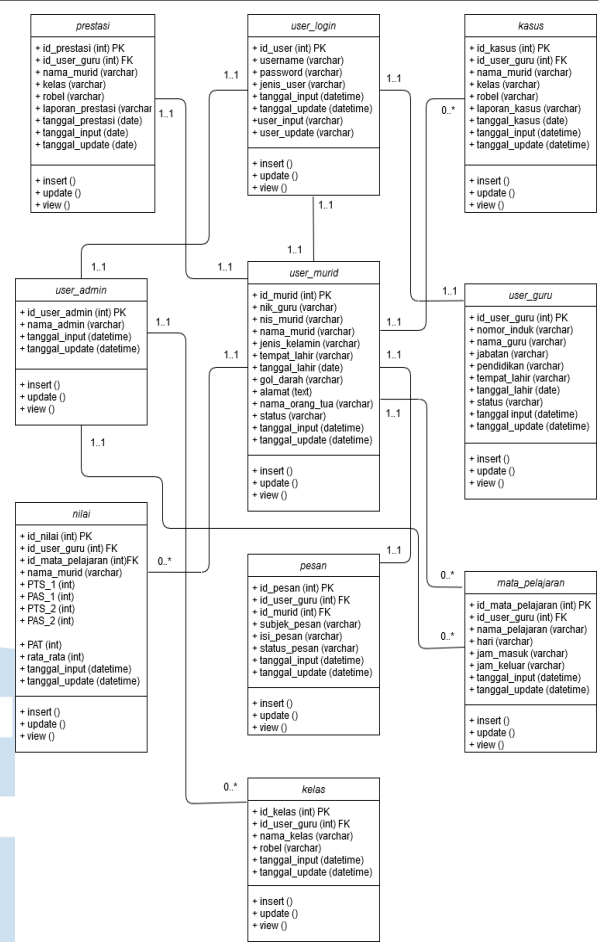 prestasi
+ id_prestasi (int) PK
+ id_user_guru (int) FK
+ nama_murid (varchar)
+ kelas (varchar)
+ robel (varchar)
+ laporan_prestasi (varchar
+ tanggal_prestasi (date)
+ tanggal_input (date)
+ tanggal_update (date)
+ insert ()
+ update ()
+ view ()
user_login
+ id_user (int) PK
+ username (varchar)
+ password (varchar)
+ jenis_user (varchar)
+ tanggal_input (datetime)
+ tanggal_update (datetime)
+user_input (varchar)
+ user_update (varchar)
+ insert ()
+ update ()
+ view ()
kasus
+ id_kasus (int) PK
+ id_user_guru (int) FK
+ nama_murid (varchar)
+ kelas (varchar)
+ robel (varchar)
+ laporan_kasus (varchar)
+ tanggal_kasus (date)
+ tanggal_input (datetime)
+ tanggal_update (datetime)
+ insert ()
+ update ()
+ view ()
1..1
1..1
1..1
0..*
1..1
1..1
1..1
1..1
1..1
user_admin
+ id_user_admin (int) PK
+ nama_admin (varchar)
+ tanggal_input (datetime)
+ tanggal_update (datetime)
+ insert ()
+ update ()
+ view ()
user_murid
+ id_murid (int) PK
+ nik_guru (varchar)
+ nis_murid (varchar)
+ nama_murid (varchar)
+ jenis_kelamin (varchar)
+ tempat_lahir (varchar)
+ tanggal_lahir (date)
+ gol_darah (varchar)
+ alamat (text)
+ nama_orang_tua (varchar)
+ status (varchar)
+ tanggal_input (datetime)
+ tanggal_update (datetime)
+ insert ()
+ update ()
+ view ()
user_guru
+ id_user_guru (int) PK
+ nomor_induk (varchar)
+ nama_guru (varchar)
+ jabatan (varchar)
+ pendidikan (varchar)
+ tempat_lahir (varchar)
+ tanggal_lahir (date)
+ status (varchar)
+ tanggal input (datetime)
+ tanggal_update (datetime)
+ insert ()
+ update ()
+ view ()
1..1
1..1
1..1
1..1
1..1
1..1
nilai
+ id_nilai (int) PK
+ id_user_guru (int) FK
+ id_mata_pelajaran (int)FK
+ nama_murid (varchar)
+ PTS_1 (int)
+ PAS_1 (int)
+ PTS_2 (int)
+ PAS_2 (int)
+ PAT (int)
+ rata_rata (int)
+ tanggal_input (datetime)
+ tanggal_update (datetime)
+ insert ()
+ update ()
+ view ()
0..*
1..1
0..*
0..*
pesan
+ id_pesan (int) PK
+ id_user_guru (int) FK
+ id_murid (int) FK
+ subjek_pesan (varchar)
+ isi_pesan (varchar)
+ status_pesan (varchar)
+ tanggal_input (datetime)
+ tanggal_update (datetime)
+ insert ()
+ update ()
+ view ()
mata_pelajaran
+ id_mata_pelajaran (int) PK
+ id_user_guru (int) FK
+ nama_pelajaran (varchar)
+ hari (varchar)
+ jam_masuk (varchar)
+ jam_keluar (varchar)
+ tanggal_input (datetime)
+ tanggal_update (datetime)
+ insert ()
+ update ()
+ view ()
0..*
kelas
+ id_kelas (int) PK
+ id_user_guru (int) FK
+ nama_kelas (varchar)
+ robel (varchar)
+ tanggal_input (datetime)
+ tanggal_update (datetime)
+ insert ()
+ update ()
+ view ()